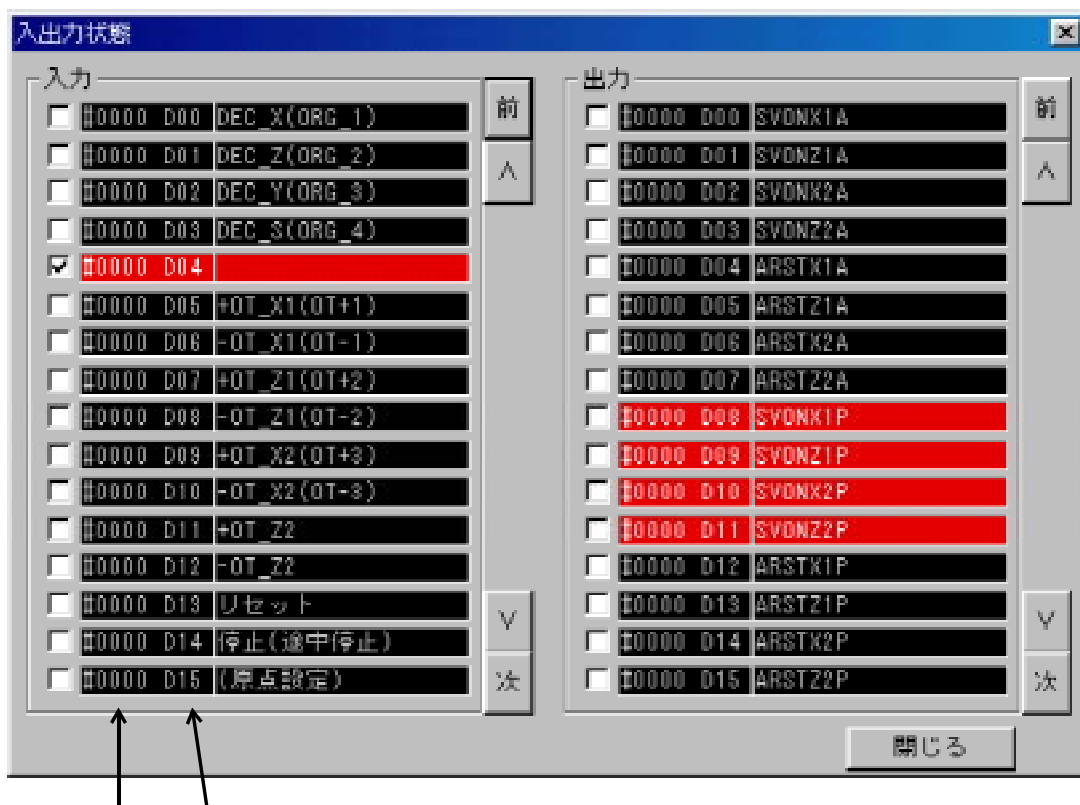 入出力状態
入力
#0000 D00 DEC_X(ORG_1)
#0000 D01 DEC_Z(ORG_2)
#0000 D02 DEC_Y(ORG_3)
#0000 D03 DEC_S(ORG_4)
#0000 D04
#0000 D05 +OT_X1(OT+1)
#0000 D06 -OT_X1(OT-1)
#0000 D07 +OT_Z1(OT+2)
#0000 D08 -OT_Z1(OT-2)
#0000 D09 +OT_X2(OT+3)
#0000 D10 -OT_X2(OT-3)
#0000 D11 +OT_Z2
#0000 D12 -OT_Z2
#0000 D13 リセット
#0000 D14 停止(途中停止)
#0000 D15 (原点設定)
前
∧
∨
次
出力
#0000 D00 SVONX1A
#0000 D01 SVONZ1A
#0000 D02 SVONX2A
#0000 D03 SVONZ2A
#0000 D04 ARSTX1A
#0000 D05 ARSTZ1A
#0000 D06 ARSTX2A
#0000 D07 ARSTZ2A
#0000 D08 SVONX1P
#0000 D09 SVONZ1P
#0000 D10 SVONX2P
#0000 D11 SVONZ2P
#0000 D12 ARSTX1P
#0000 D13 ARSTZ1P
#0000 D14 ARSTX2P
#0000 D15 ARSTZ2P
前
∧
∨
次
閉じる